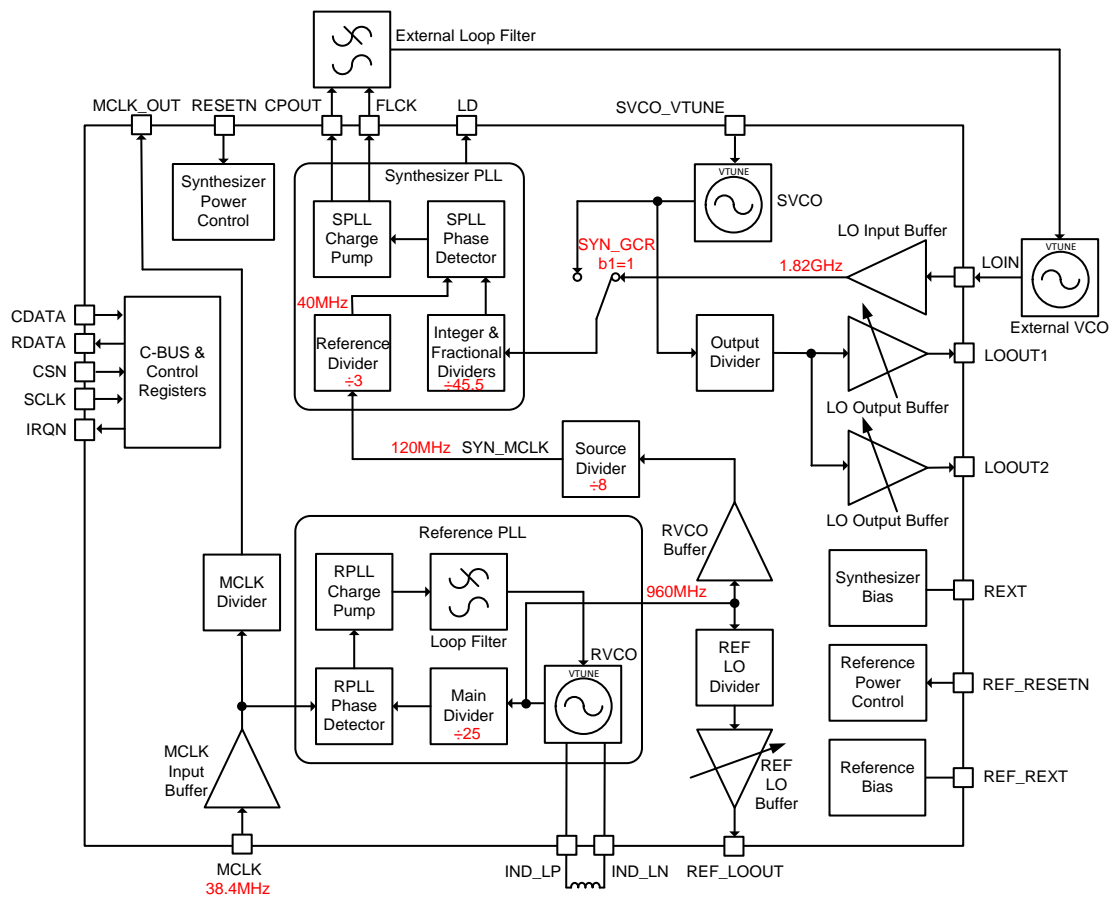 External Loop Filter
MCLK_OUT
RESETN
CPOUT
FLCK
LD
SVCO_VTUNE
Synthesizer
Power
Control
Synthesizer PLL
SPLL
Charge
Pump
SPLL
Phase
Detector
40MHz
Reference
Divider
÷3
Integer &
Fractional
Dividers
÷45.5
VTUNE
SVCO
SYN_GCR
b1=1
1.82GHz
LO Input Buffer
LOIN
VTUNE
External VCO
CDATA
RDATA
CSN
SCLK
IRQN
C-BUS &
Control
Registers
Output
Divider
LOOUT1
LO Output Buffer
LOOUT2
LO Output Buffer
120MHz
SYN_MCLK
Source
Divider
÷8
RVCO
Buffer
Reference PLL
MCLK
Divider
RPLL
Charge
Pump
Loop Filter
960MHz
RVCO
VTUNE
RPLL
Phase
Detector
Main
Divider
÷25
REF
LO
Divider
REF
LO
Buffer
Synthesizer
Bias
REXT
Reference
Power
Control
REF_RESETN
Reference
Bias
REF_REXT
MCLK
Input
Buffer
MCLK
38.4MHz
IND_LP
IND_LN
REF_LOOUT